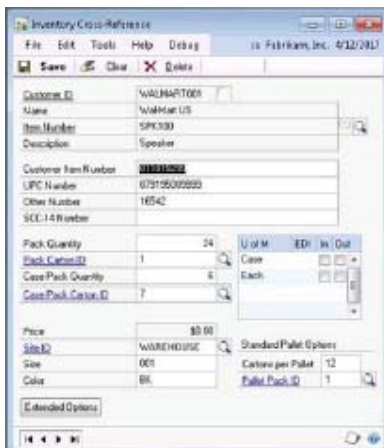 Inventory Cross-Reference
File Edit Tools Help Debug Fabrikam, Inc. 4/12/2017
Save Clear Delete
Customer ID WALMART001
Name Wal-Mart US
Item Number SPK100
Description Speaker
Customer Item Number
UPC Number
Other Number 16542
SCC-14 Number
Pack Quantity 24 U of M EDI In Out
Pack Carton ID 1 Case
Case Pack Quantity 6 Each
Case Pack Carton ID 7
Price $0.00
Site ID WAREHOUSE Standard Pallet Options
Size 001 Cartons per Pallet 12
Color BK Pallet Pack ID 1
Extended Options